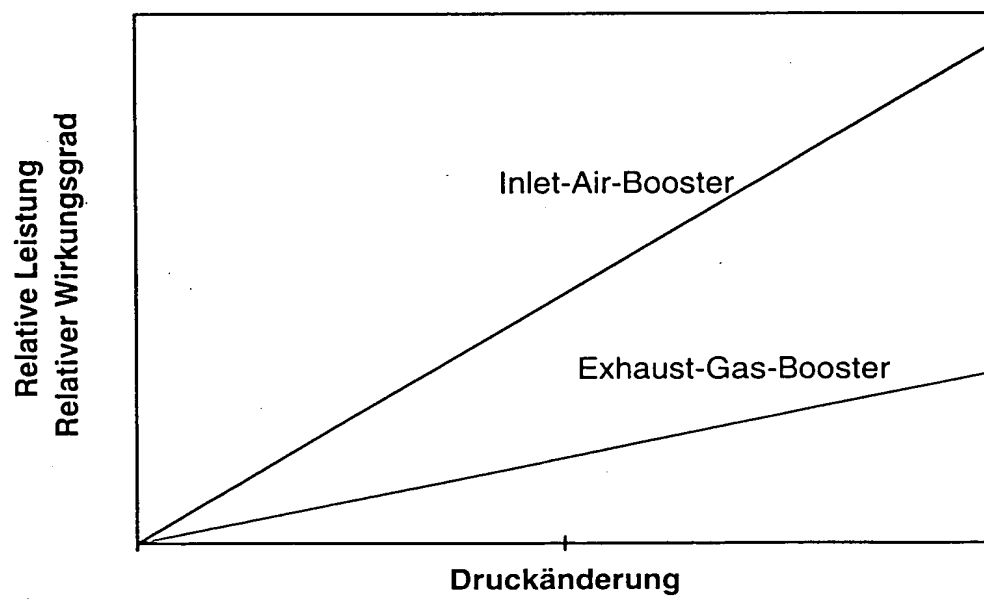 Relative Leistung
Relativer Wirkungsgrad
Inlet-Air-Booster
Exhaust-Gas-Booster
Druckänderung